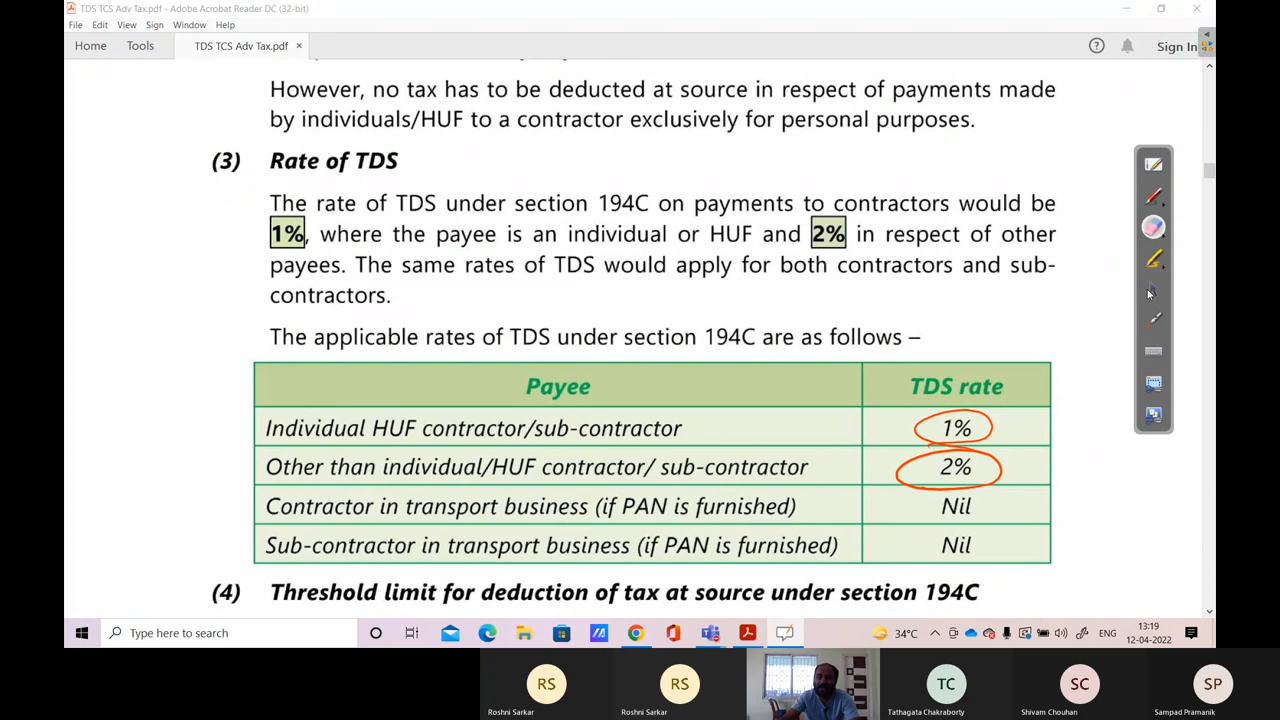 TDS TCS Adv Tax.pdf - Adobe Acrobat Reader DC (32-bit)
File Edit View Sign Window Help
Home Tools TDS TCS Adv Tax.pdf × Sign In
However, no tax has to be deducted at source in respect of payments made
by individuals/HUF to a contractor exclusively for personal purposes.
(3) Rate of TDS
The rate of TDS under section 194C on payments to contractors would be
1%, where the payee is an individual or HUF and 2% in respect of other
payees. The same rates of TDS would apply for both contractors and sub-
contractors.
The applicable rates of TDS under section 194C are as follows –
Payee TDS rate
Individual HUF contractor/sub-contractor 1%
Other than individual/HUF contractor/ sub-contractor 2%
Contractor in transport business (if PAN is furnished) Nil
Sub-contractor in transport business (if PAN is furnished) Nil
(4) Threshold limit for deduction of tax at source under section 194C
Type here to search 34°C ENG 13:19
12-04-2022
RS RS TC SC SP
Roshni Sarkar Roshni Sarkar Tathagata Chakraborty Shivam Chouhan Sampad Pramanik